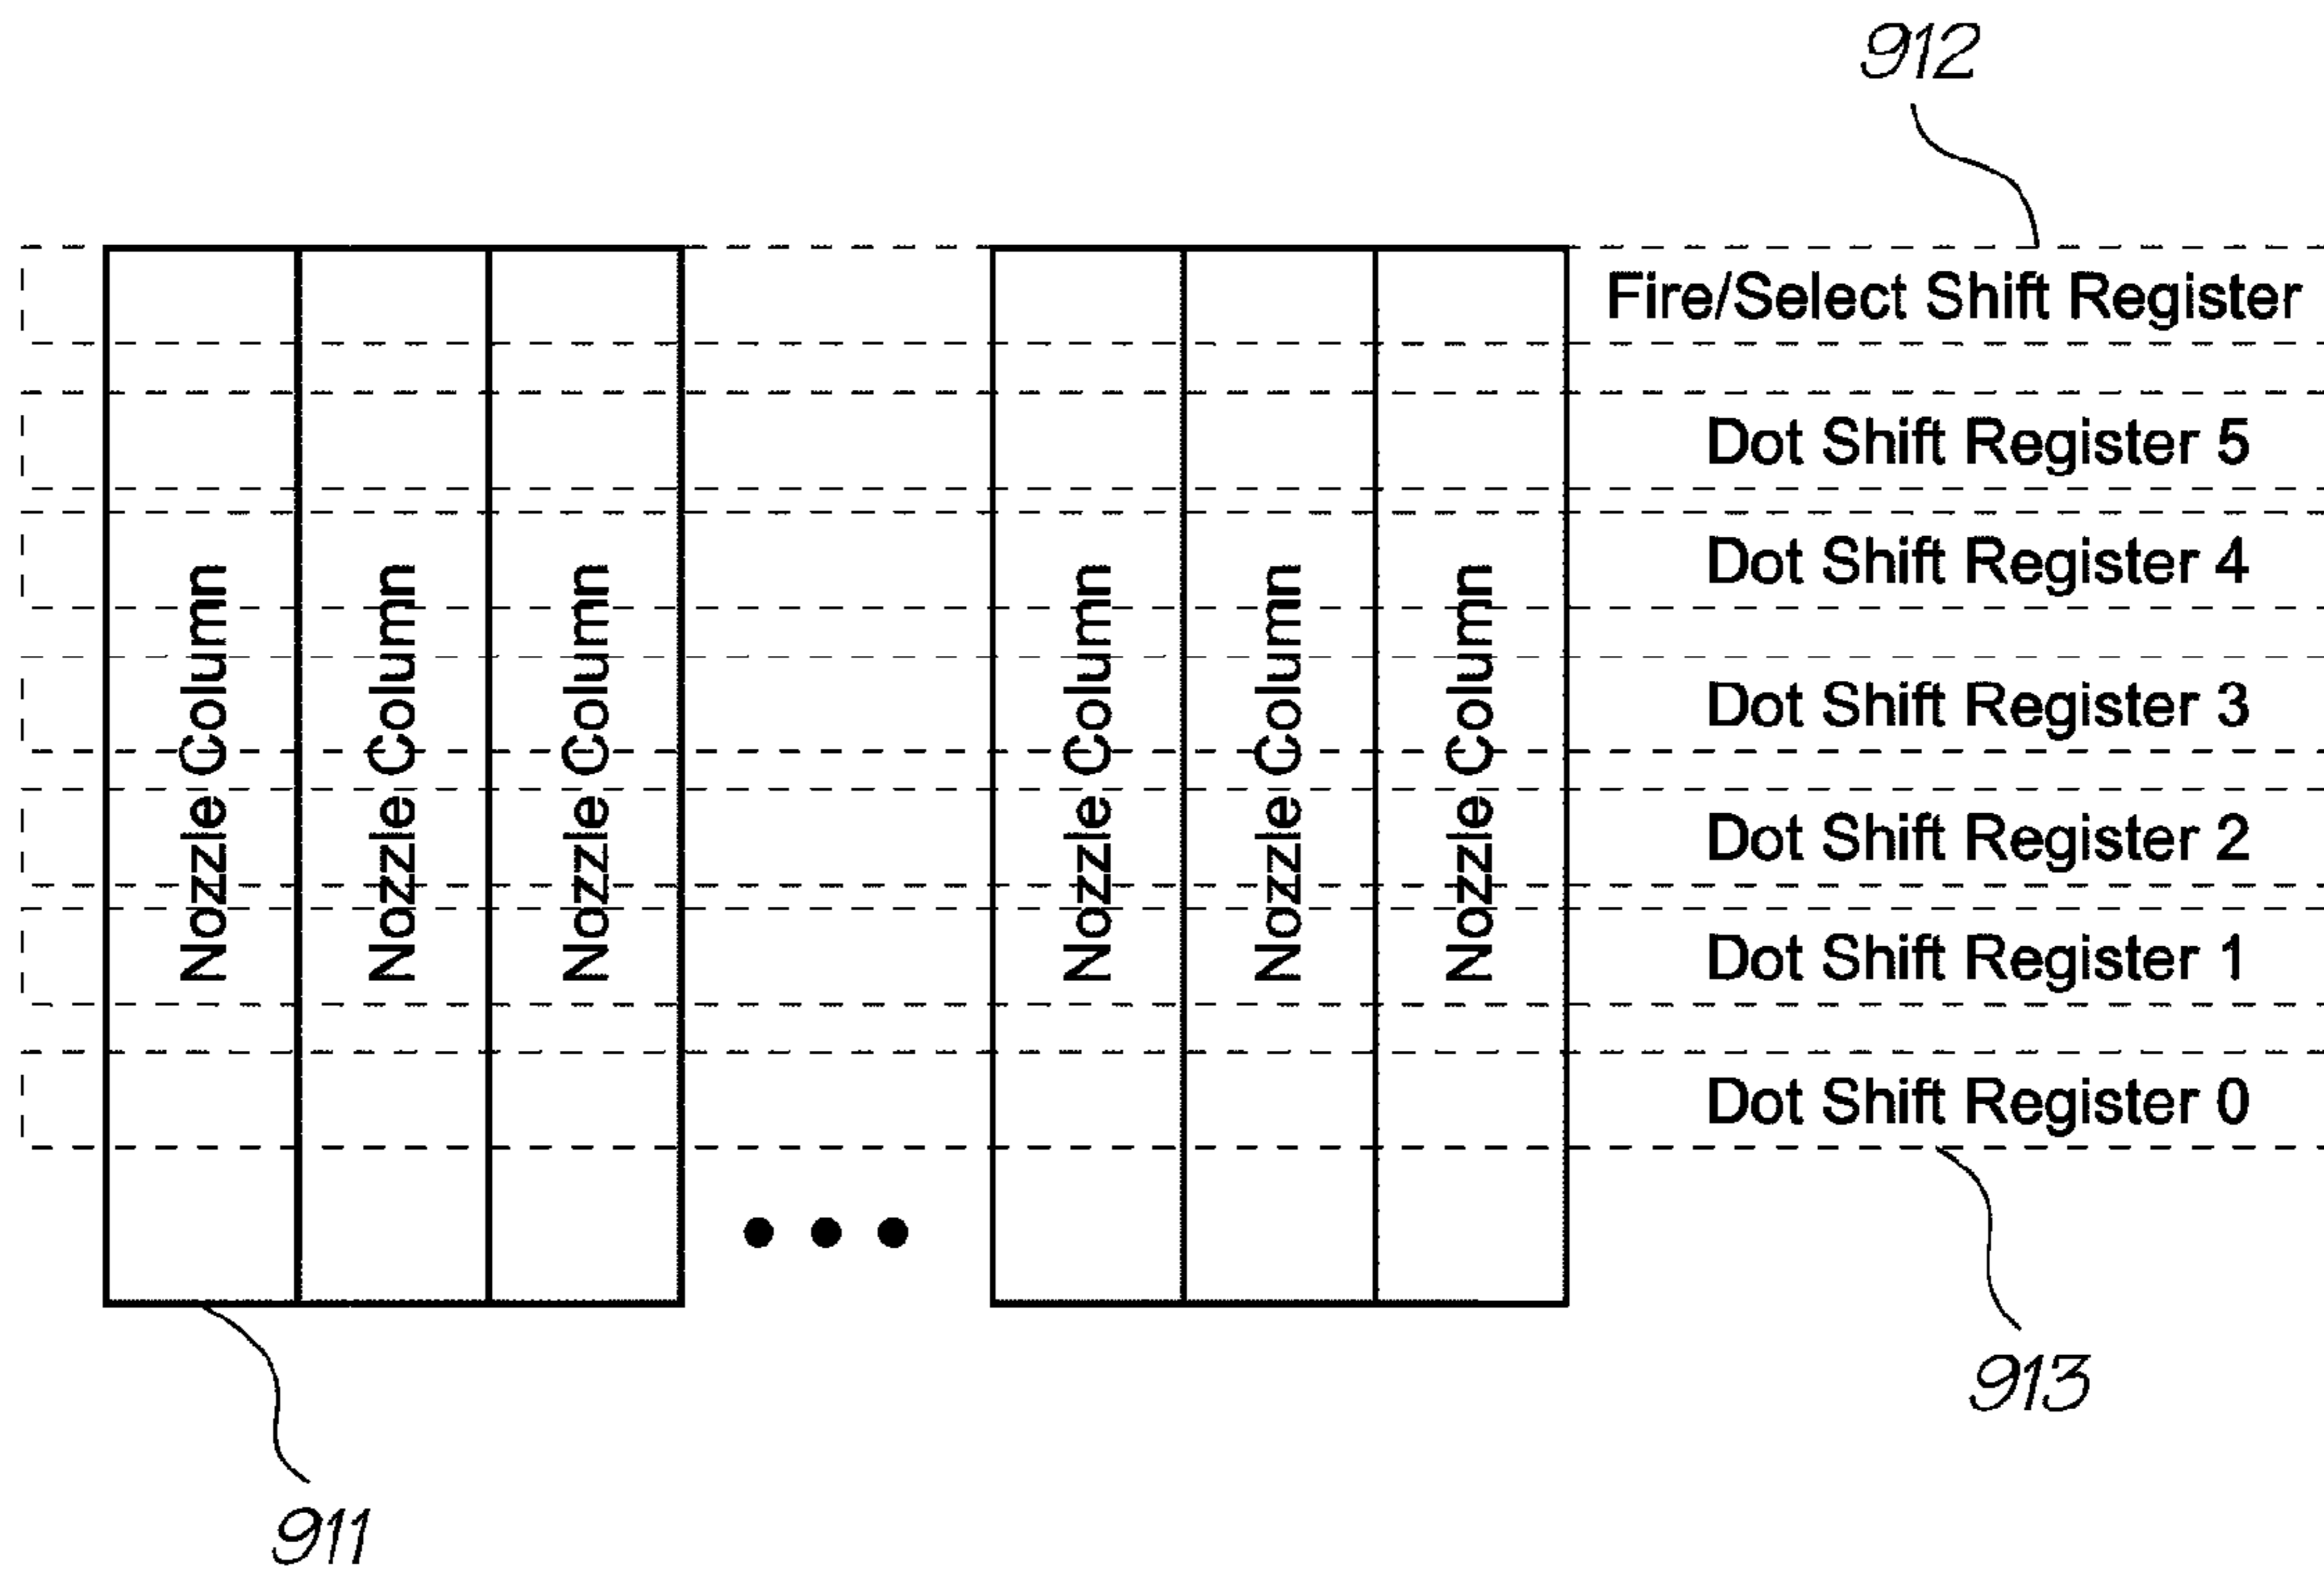 912
Fire/Select Shift Register
Dot Shift Register 5
Dot Shift Register 4
Dot Shift Register 3
Dot Shift Register 2
Dot Shift Register 1
Dot Shift Register 0
Nozzle Column
Nozzle Column
Nozzle Column
Nozzle Column
Nozzle Column
Nozzle Column
913
911